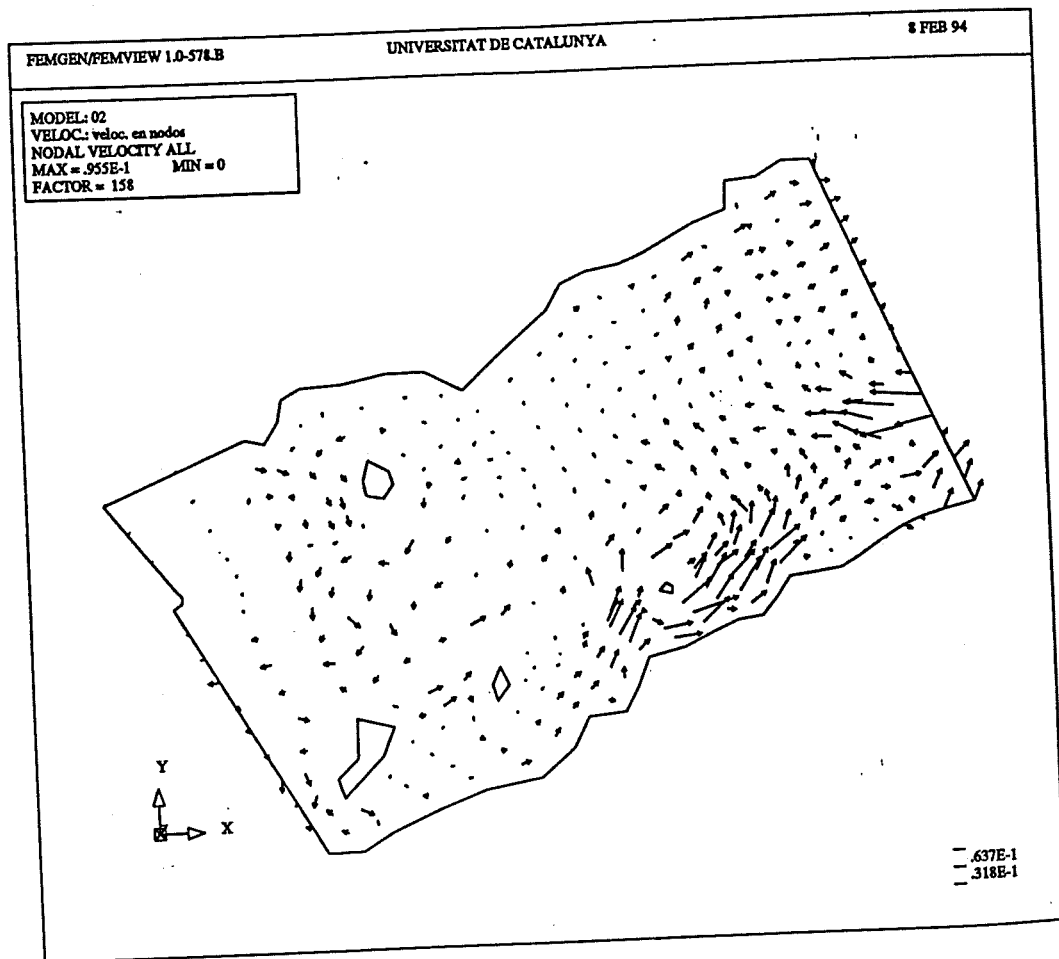 FEMGEN/FEMVIEW 1.0-578.B
UNIVERSITAT DE CATALUNYA
8 FEB 94
MODEL: 02
VELOC.: veloc. en nodos
NODAL VELOCITY ALL
MAX = .955E-1 MIN = 0
FACTOR = 158
Y
X
.637E-1
.318E-1